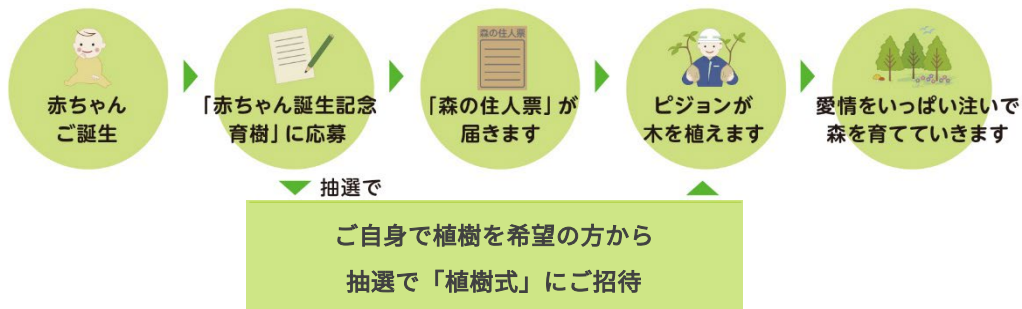 赤ちゃん
ご誕生
「赤ちゃん誕生記念
育樹」に応募
森の住人票
「森の住人票」が
届きます
ピジョンが
木を植えます
愛情をいっぱい注いで
森を育てていきます
抽選で
ご自身で植樹を希望の方から
抽選で「植樹式」にご招待